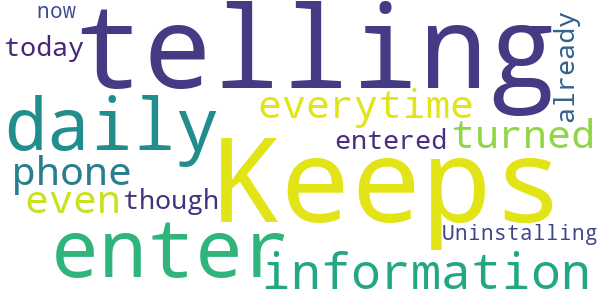 now
telling
already
today
daily
everytime
entered
turned
phone
Keeps
even
though
enter
Uninstalling
information